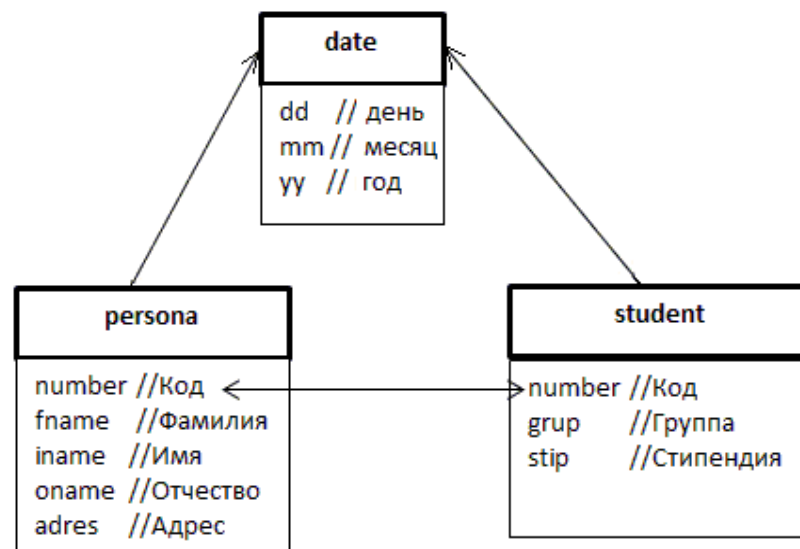 date
dd // день
mm // месяц
yy // год
persona
number //Код
fname //Фамилия
iname //Имя
oname //Отчество
adres //Адрес
student
number //Код
grup //Группа
stip //Стипендия